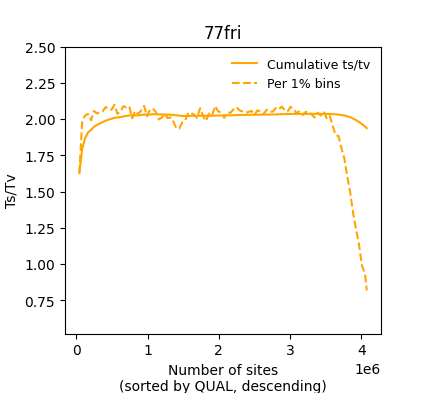 77fri
Cumulative ts/tv
Per 1% bins
Ts/Tv
2.50
2.25
2.00
1.75
1.50
1.25
1.00
0.75
0 1 2 3 4
1e6
Number of sites
(sorted by QUAL, descending)